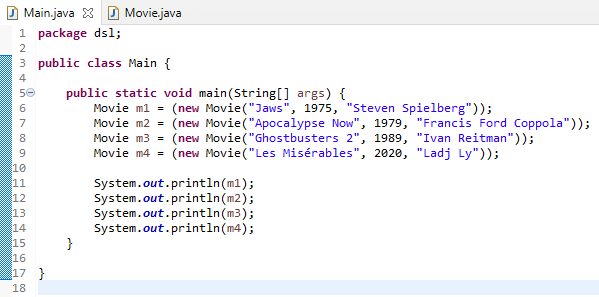 Main.java Movie.java
1 package dsl;
2
3 public class Main {
4
5 public static void main(String[] args) {
6 Movie m1 = (new Movie("Jaws", 1975, "Steven Spielberg"));
7 Movie m2 = (new Movie("Apocalypse Now", 1979, "Francis Ford Coppola"));
8 Movie m3 = (new Movie("Ghostbusters 2", 1989, "Ivan Reitman"));
9 Movie m4 = (new Movie("Les Misérables", 2020, "Ladj Ly"));
10
11 System.out.println(m1);
12 System.out.println(m2);
13 System.out.println(m3);
14 System.out.println(m4);
15 }
16
17 }
18